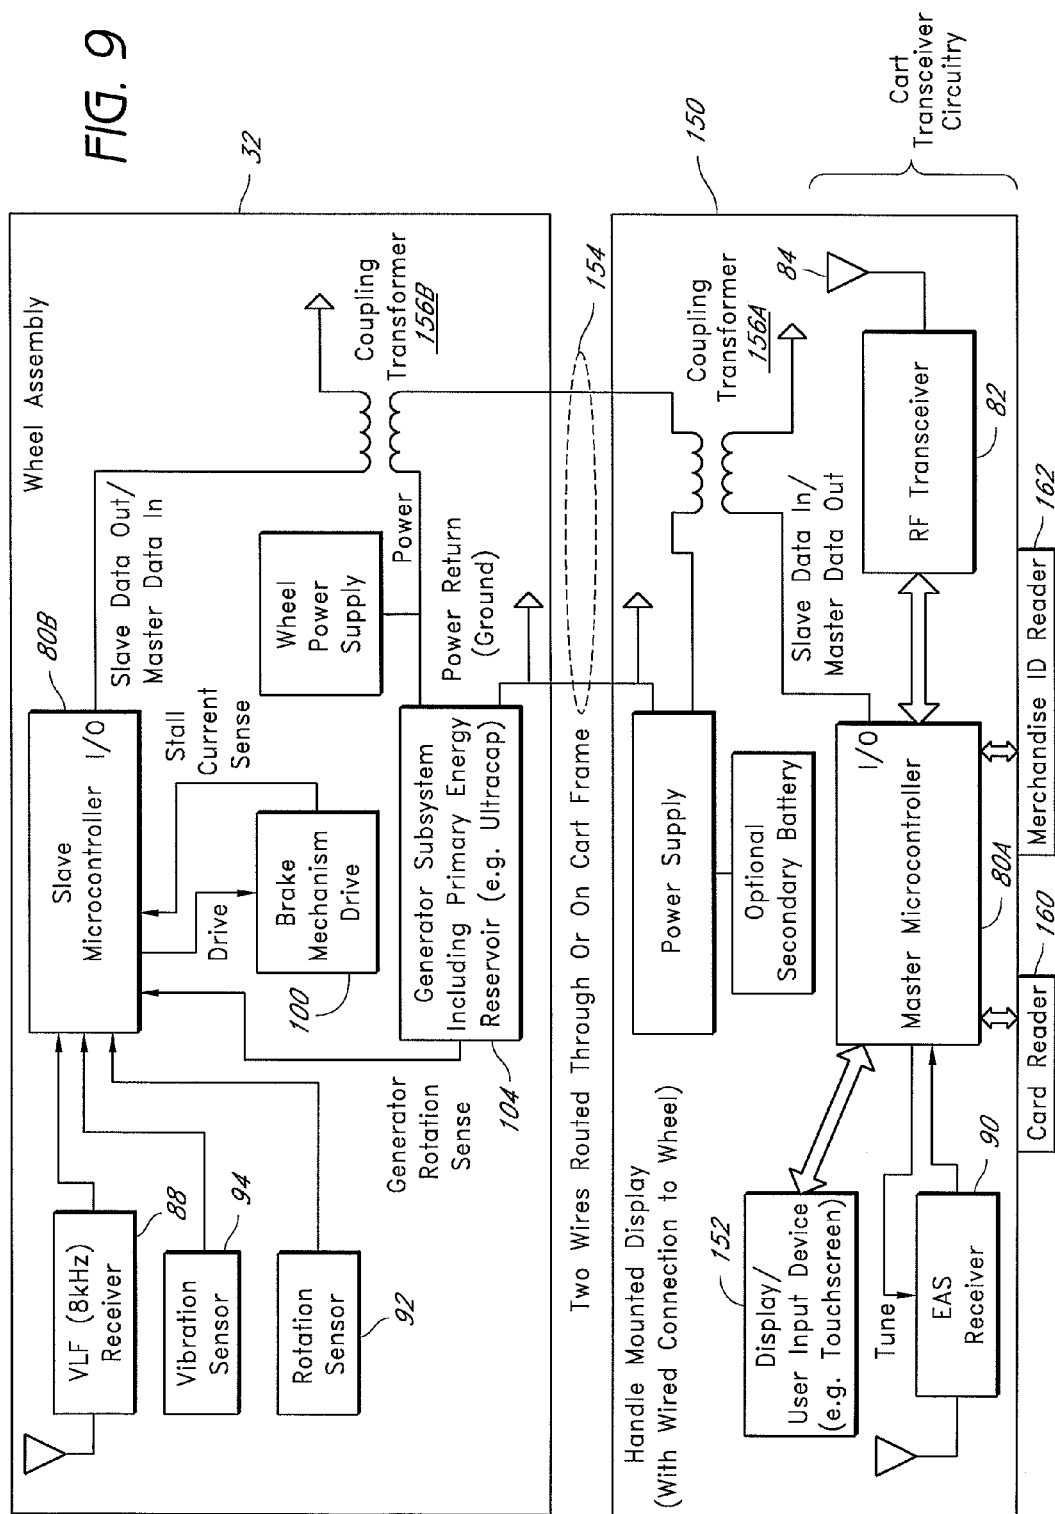 FIG. 9
Wheel Assembly
32
VLF (8kHz)
Receiver
88
Vibration
Sensor
94
Rotation
Sensor
92
Slave
Microcontroller
I/O
80B
Slave Data Out/
Master Data In
Stall
Current
Sense
Drive
Brake
Mechanism
Drive
100
Generator
Rotation
Sense
Generator Subsystem
Including Primary Energy
Reservoir (e.g. Ultracap)
104
Wheel
Power
Supply
Power
Power Return
(Ground)
Coupling
Transformer
156B
Two Wires Routed Through Or On Cart Frame
154
Handle Mounted Display
(With Wired Connection to Wheel)
150
Power Supply
Optional
Secondary Battery
Coupling
Transformer
156A
Slave Data In/
Master Data Out
Display/
User Input Device
(e.g. Touchscreen)
152
Master Microcontroller
I/O
80A
RF Transceiver
82
84
Tune
EAS
Receiver
90
Card Reader
160
Merchandise ID Reader
162
Cart
Transceiver
Circuitry